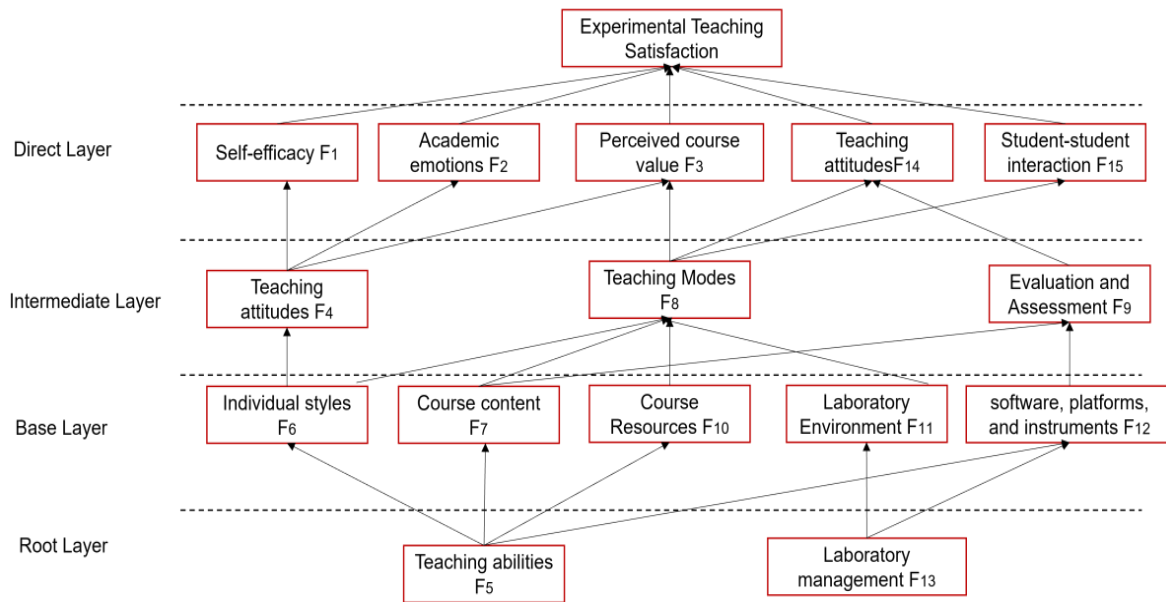 Experimental Teaching
Satisfaction
Direct Layer
Self-efficacy F1
Academic
emotions F2
Perceived course
value F3
Teaching
attitudesF14
Student-student
interaction F15
Intermediate Layer
Teaching
attitudes F4
Teaching Modes
F8
Evaluation and
Assessment F9
Base Layer
Individual styles
F6
Course content
F7
Course
Resources F10
Laboratory
Environment F11
software, platforms,
and instruments F12
Root Layer
Teaching abilities
F5
Laboratory
management F13